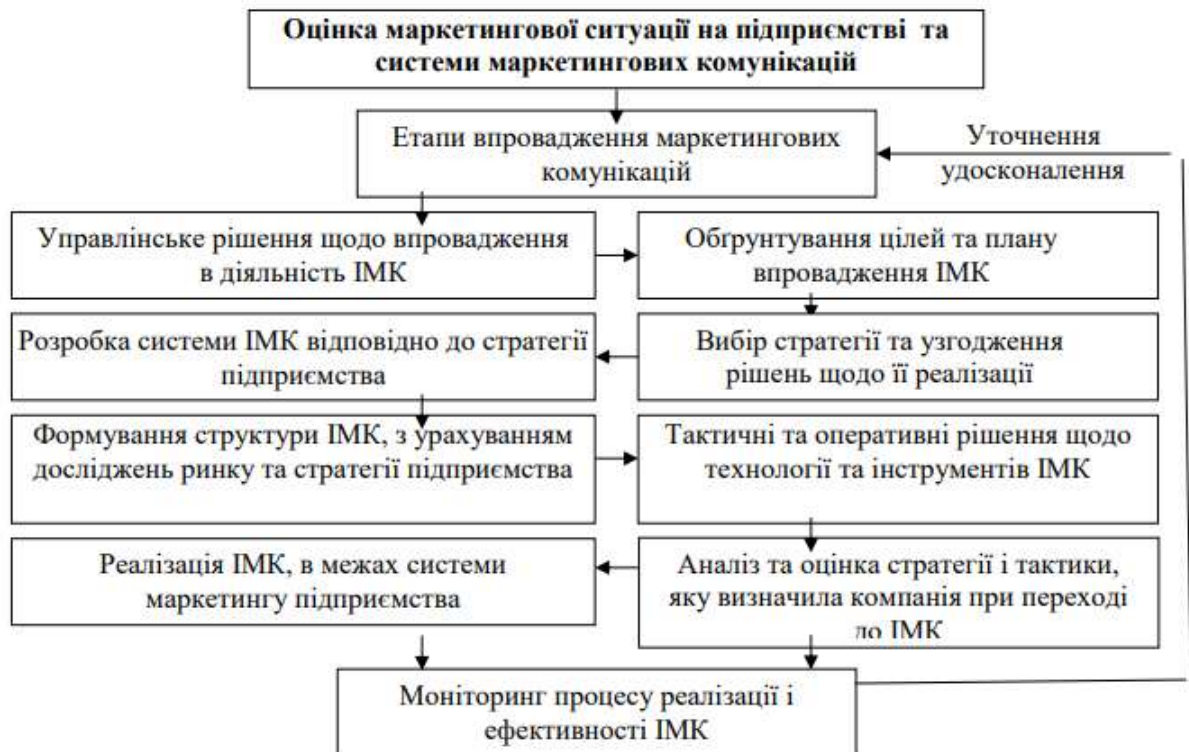 Оцінка маркетингової ситуації на підприємстві та
системи маркетингових комунікацій
Етапи впровадження маркетингових
комунікацій
Уточнення
удосконалення
Управлінське рішення щодо впровадження
в діяльність ІМК
Обґрунтування цілей та плану
впровадження ІМК
Розробка системи ІМК відповідно до стратегії
підприємства
Вибір стратегії та узгодження
рішень щодо її реалізації
Формування структури ІМК, з урахуванням
досліджень ринку та стратегії підприємства
Тактичні та оперативні рішення щодо
технології та інструментів ІМК
Реалізація ІМК, в межах системи
маркетингу підприємства
Аналіз та оцінка стратегії і тактики,
яку визначила компанія при переході
до ІМК
Моніторинг процесу реалізації і
ефективності ІМК